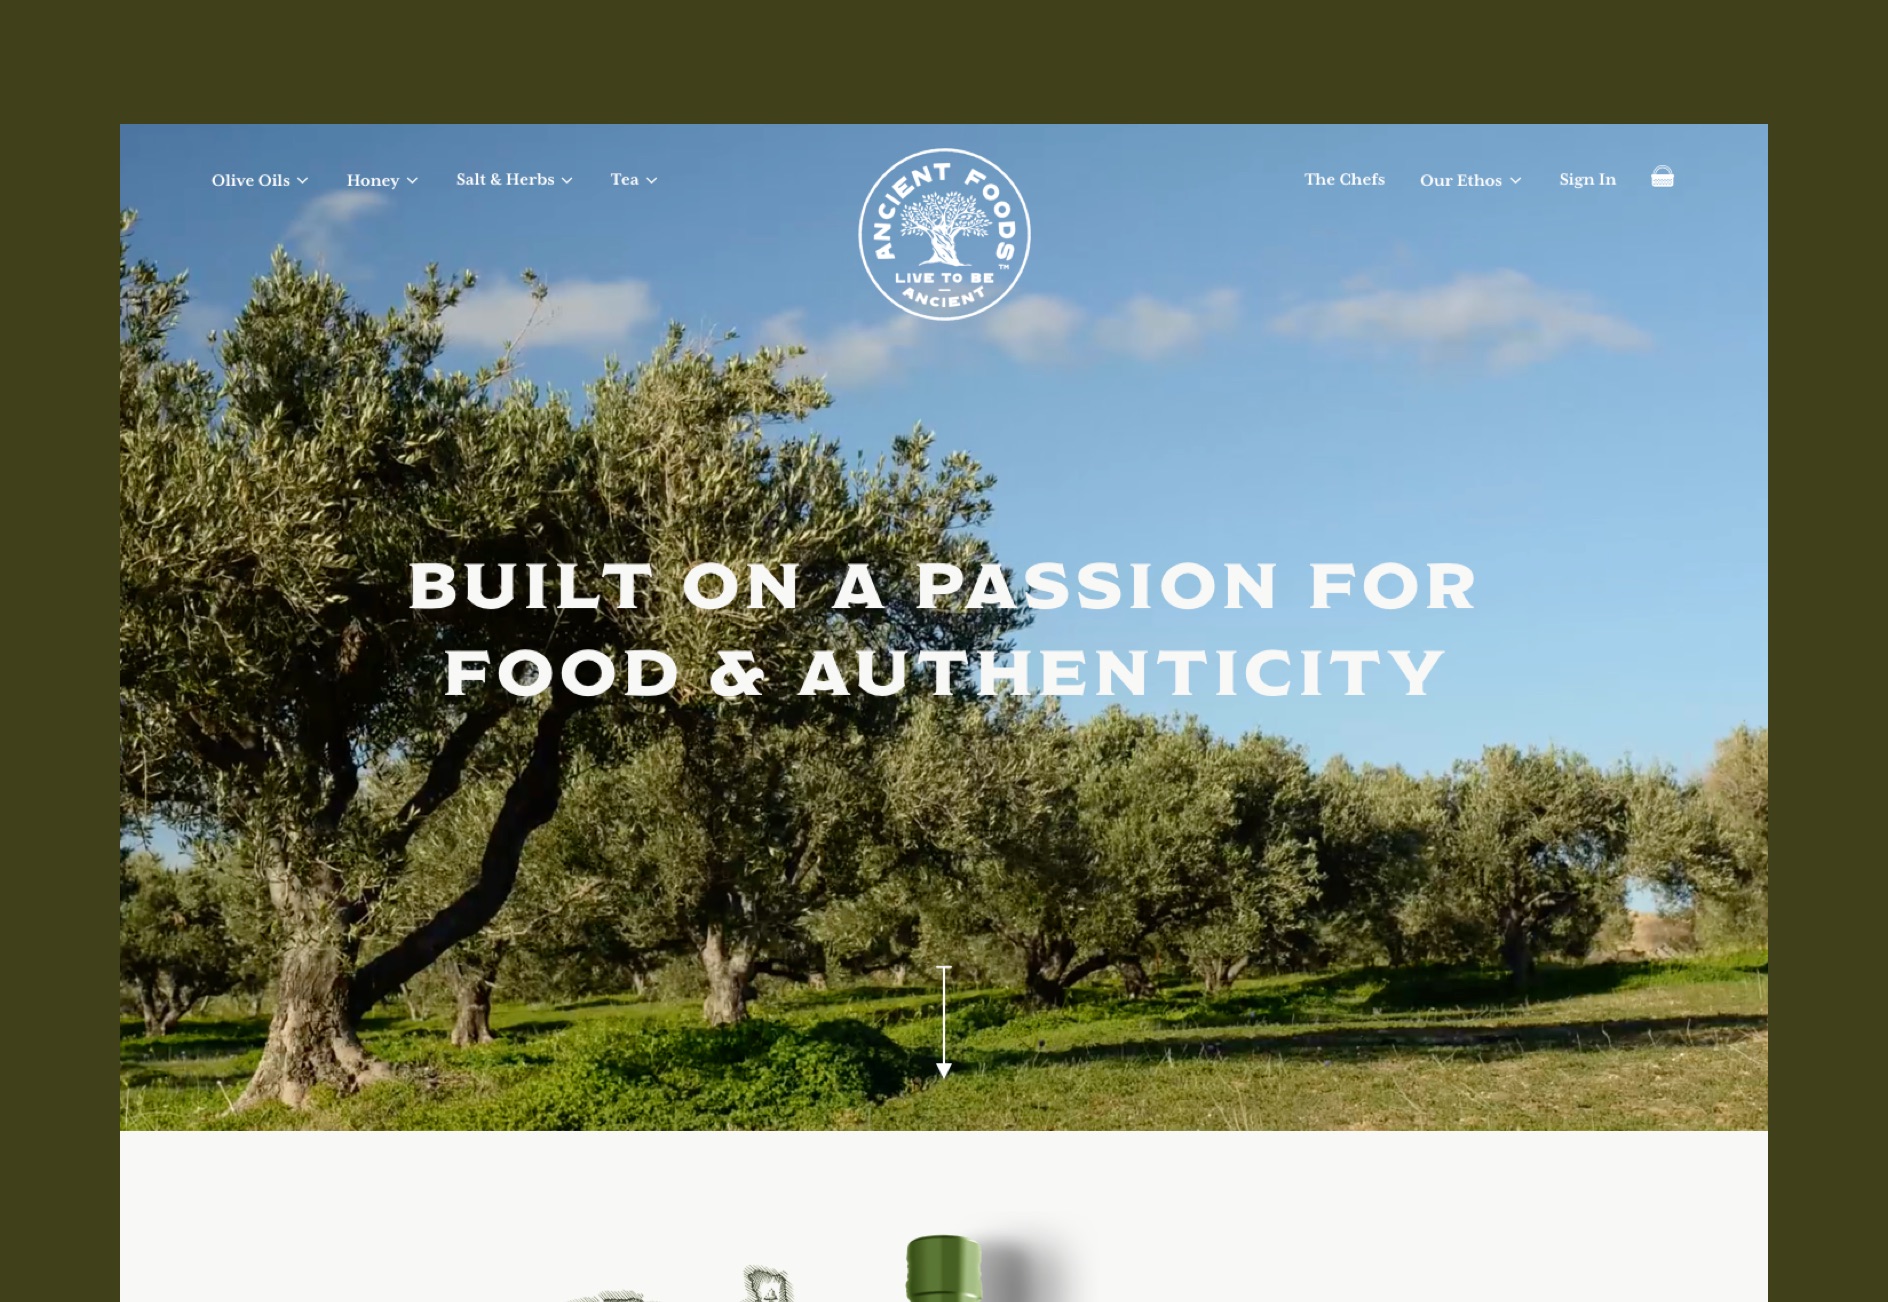 Olive Oils
Honey
Salt & Herbs
Tea
ANCIENT FOODS™
LIVE TO BE
ANCIENT
The Chefs
Our Ethos
Sign In
BUILT ON A PASSION FOR
FOOD & AUTHENTICITY